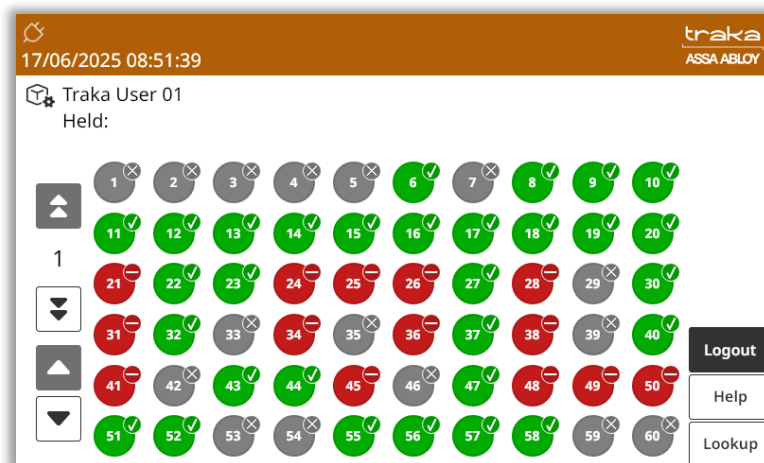 traka
17/06/2025 08:51:39
ASSA ABLOY
Traka User 01
Held:
1 2 3 4 5 6 7 8 9 10
11 12 13 14 15 16 17 18 19 20
1
21 22 23 24 25 26 27 28 29 30
31 32 33 34 35 36 37 38 39 40
Logout
41 42 43 44 45 46 47 48 49 50
Help
51 52 53 54 55 56 57 58 59 60
Lookup